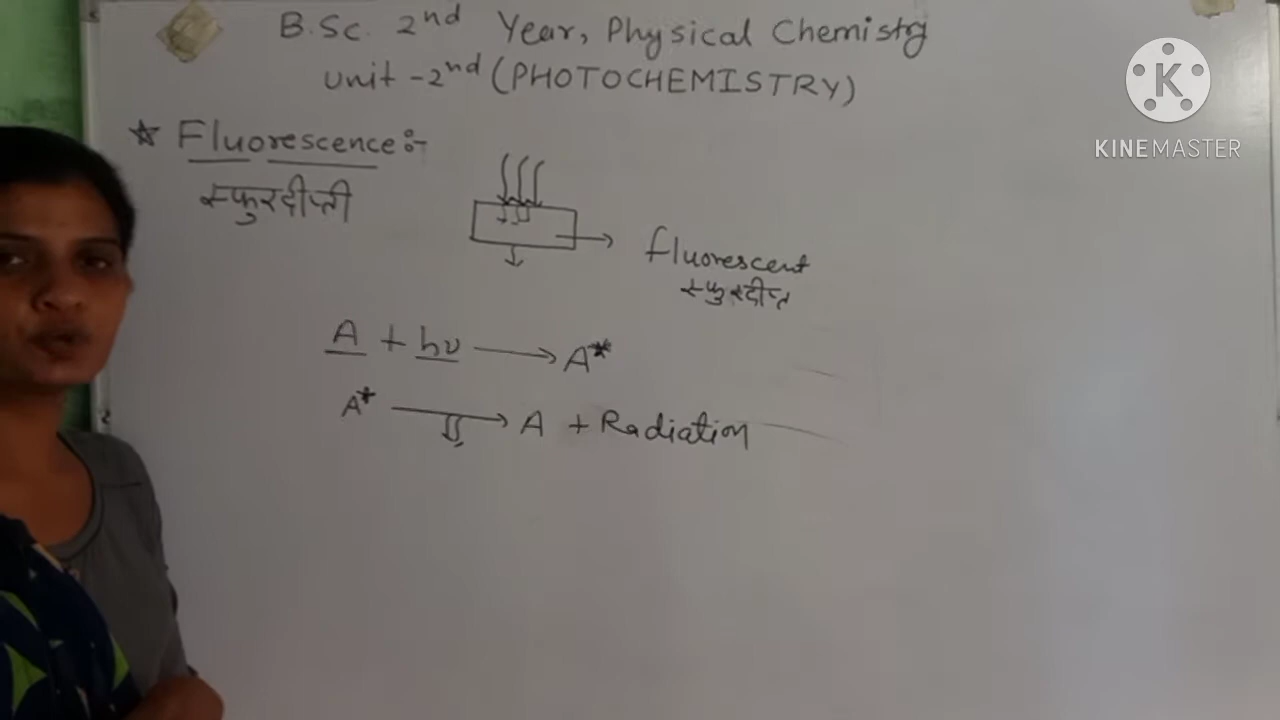 B.Sc. 2nd Year, Physical Chemistry
Unit-2nd (PHOTOCHEMISTRY)
☆ Fluorescence:-
स्फुरदीप्ती
fluorescent
स्फुरदीप्त
A + hν → A*
A* → A + Radiation
K
KINEMASTER